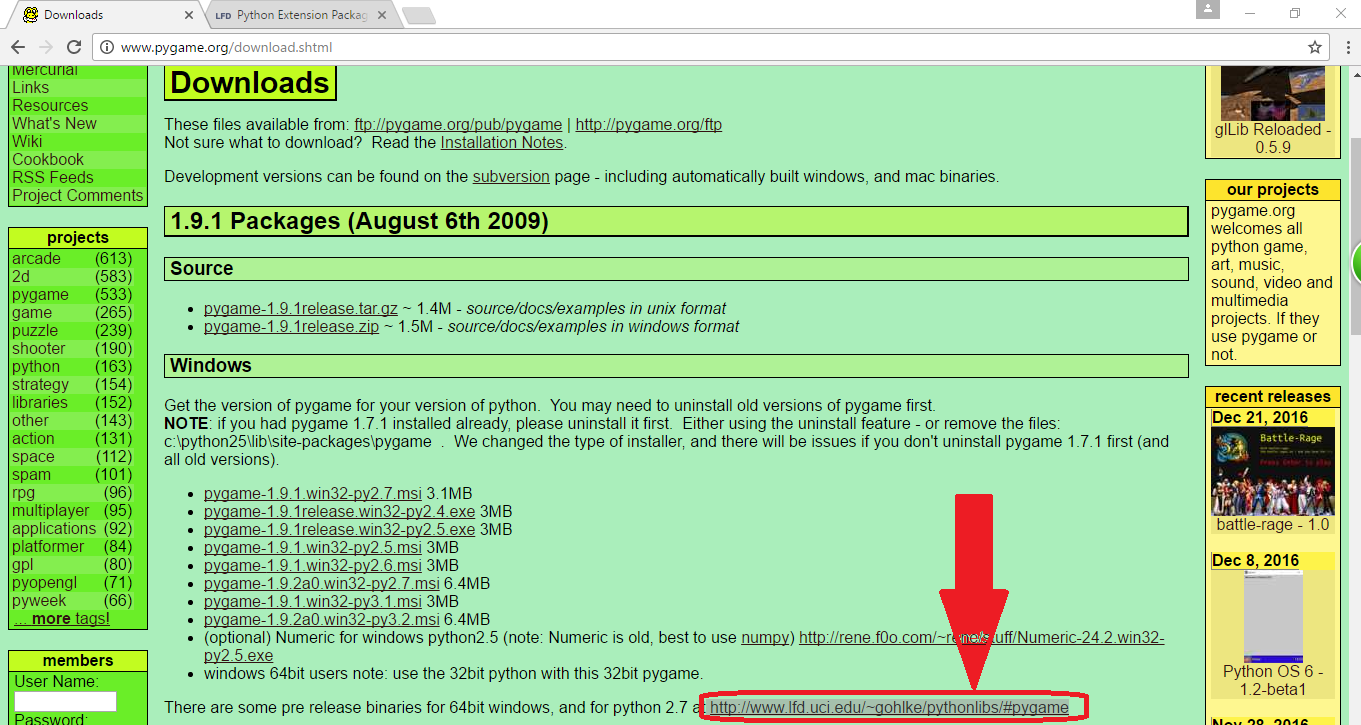 Downloads
LFD Python Extension Packag
www.pygame.org/download.shtml
Mercurial
Links
Resources
What's New
Wiki
Cookbook
RSS Feeds
Project Comments
projects
arcade (613)
2d (583)
pygame (533)
game (265)
puzzle (239)
shooter (190)
python (163)
strategy (154)
libraries (152)
other (143)
action (131)
space (112)
spam (101)
rpg (96)
multiplayer (95)
applications (92)
platformer (84)
gpl (80)
pyopengl (71)
pyweek (66)
... more tags!
members
User Name:
Password:
Downloads
These files available from: ftp://pygame.org/pub/pygame | http://pygame.org/ftp
Not sure what to download? Read the Installation Notes.
Development versions can be found on the subversion page - including automatically built windows, and mac binaries.
1.9.1 Packages (August 6th 2009)
Source
• pygame-1.9.1release.tar.gz ~ 1.4M - source/docs/examples in unix format
• pygame-1.9.1release.zip ~ 1.5M - source/docs/examples in windows format
Windows
Get the version of pygame for your version of python. You may need to uninstall old versions of pygame first.
NOTE: if you had pygame 1.7.1 installed already, please uninstall it first. Either using the uninstall feature - or remove the files:
c:\python25\lib\site-packages\pygame . We changed the type of installer, and there will be issues if you don't uninstall pygame 1.7.1 first (and
all old versions).
• pygame-1.9.1.win32-py2.7.msi 3.1MB
• pygame-1.9.1release.win32-py2.4.exe 3MB
• pygame-1.9.1release.win32-py2.5.exe 3MB
• pygame-1.9.1.win32-py2.5.msi 3MB
• pygame-1.9.1.win32-py2.6.msi 3MB
• pygame-1.9.2a0.win32-py2.7.msi 6.4MB
• pygame-1.9.1.win32-py3.1.msi 3MB
• pygame-1.9.2a0.win32-py3.2.msi 6.4MB
• (optional) Numeric for windows python2.5 (note: Numeric is old, best to use numpy) http://rene.f0o.com/~rene/stuff/Numeric-24.2.win32-
py2.5.exe
• windows 64bit users note: use the 32bit python with this 32bit pygame.
There are some pre release binaries for 64bit windows, and for python 2.7 at http://www.lfd.uci.edu/~gohlke/pythonlibs/#pygame
glLib Reloaded -
0.5.9
our projects
pygame.org
welcomes all
python game,
art, music,
sound, video and
multimedia
projects. If they
use pygame or
not.
recent releases
Dec 21, 2016
Battle-Rage
Press Enter to play
battle-rage - 1.0
Dec 8, 2016
Python OS 6 -
1.2-beta1
Nov 28, 2016